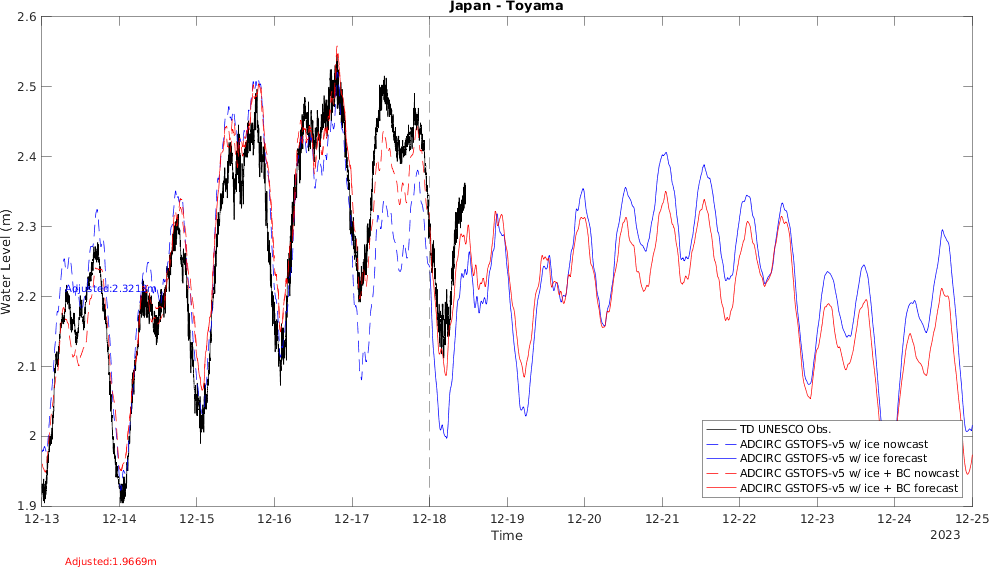 Japan - Toyama
2.6
2.5
2.4
2.3
2.2
2.1
2
1.9
Water Level (m)
Adjusted:2.3213m
12-13
12-14
12-15
12-16
12-17
12-18
12-19
12-20
12-21
12-22
12-23
12-24
12-25
Time
2023
TD UNESCO Obs.
ADCIRC GSTOFS-v5 w/ ice nowcast
ADCIRC GSTOFS-v5 w/ ice forecast
ADCIRC GSTOFS-v5 w/ ice + BC nowcast
ADCIRC GSTOFS-v5 w/ ice + BC forecast
Adjusted:1.9669m